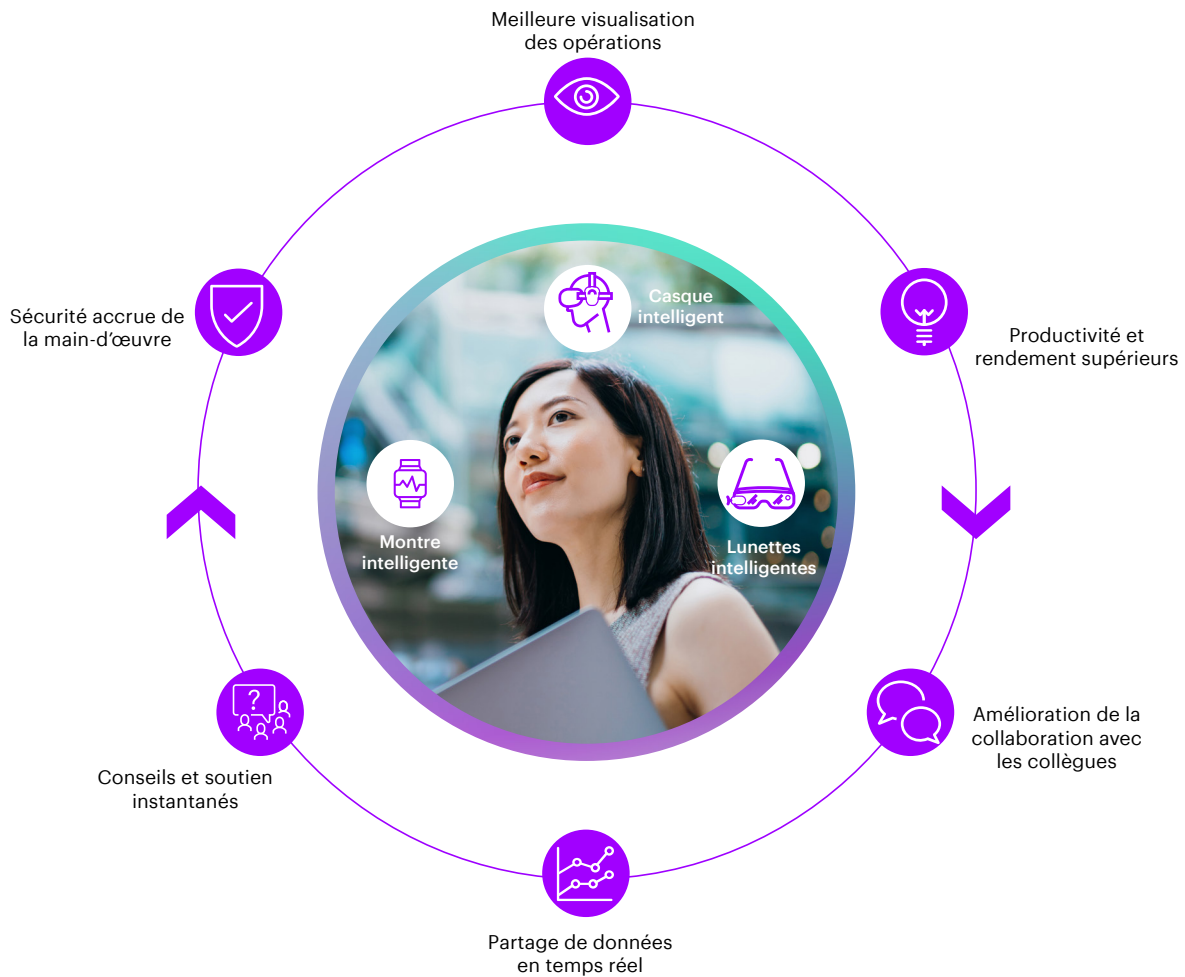 Meilleure visualisation
des opérations
Productivité et
rendement supérieurs
Amélioration de la
collaboration avec
les collègues
Partage de données
en temps réel
Conseils et soutien
instantanés
Sécurité accrue de
la main-d'œuvre
Casque
intelligent
Lunettes
intelligentes
Montre
intelligente
?